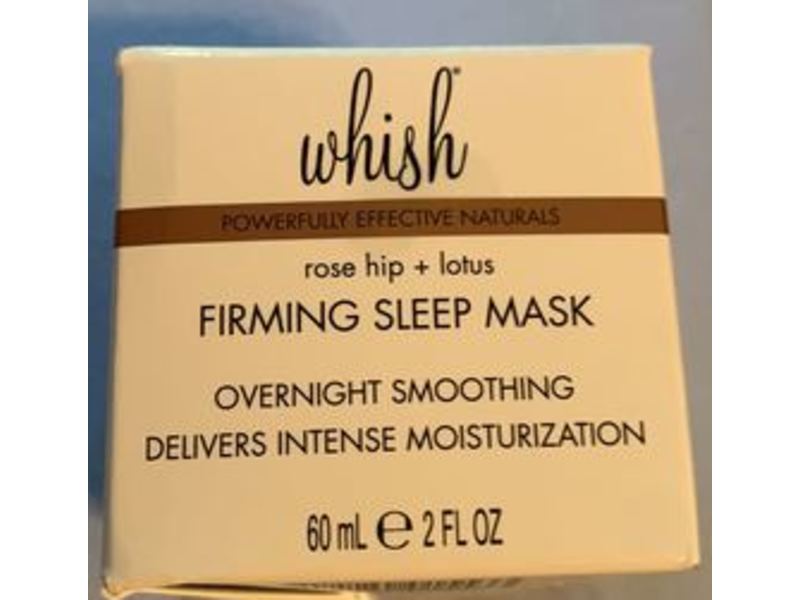 whish®
POWERFULLY EFFECTIVE NATURALS
rose hip + lotus
FIRMING SLEEP MASK
OVERNIGHT SMOOTHING
DELIVERS INTENSE MOISTURIZATION
60 mL ℮ 2 FL OZ